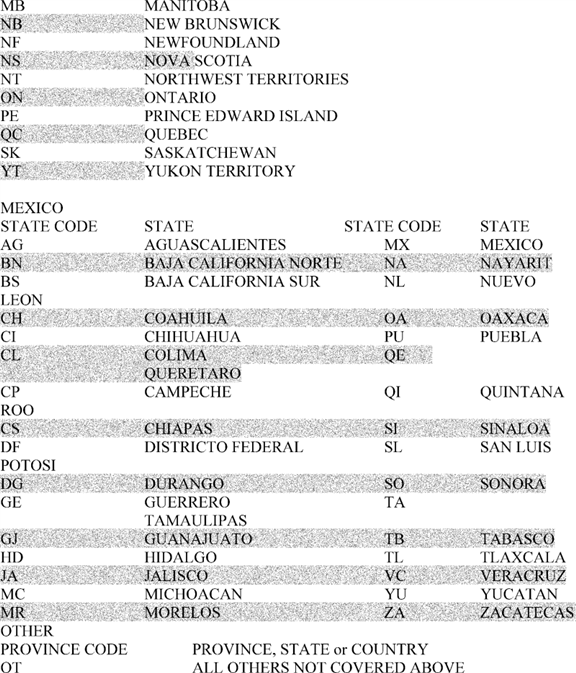 MB MANITOBA
NB NEW BRUNSWICK
NF NEWFOUNDLAND
NS NOVA SCOTIA
NT NORTHWEST TERRITORIES
ON ONTARIO
PE PRINCE EDWARD ISLAND
QC QUEBEC
SK SASKATCHEWAN
YT YUKON TERRITORY
MEXICO
STATE CODE STATE STATE CODE STATE
AG AGUASCALIENTES MX MEXICO
BN BAJA CALIFORNIA NORTE NA NAYARIT
BS BAJA CALIFORNIA SUR NL NUEVO
LEON
CH COAHUILA OA OAXACA
CI CHIHUAHUA PU PUEBLA
CL COLIMA QE
QUERETARO
CP CAMPECHE QI QUINTANA
ROO
CS CHIAPAS SI SINALOA
DF DISTRICTO FEDERAL SL SAN LUIS
POTOSI
DG DURANGO SO SONORA
GE GUERRERO TA
TAMAULIPAS
GJ GUANAJUATO TB TABASCO
HD HIDALGO TL TLAXCALA
JA JALISCO VC VERACRUZ
MC MICHOACAN YU YUCATAN
MR MORELOS ZA ZACATECAS
OTHER
PROVINCE CODE PROVINCE, STATE or COUNTRY
OT ALL OTHERS NOT COVERED ABOVE